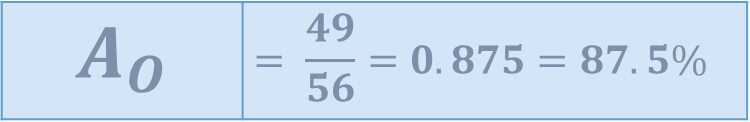 A_O = 49/56 = 0.875 = 87.5%